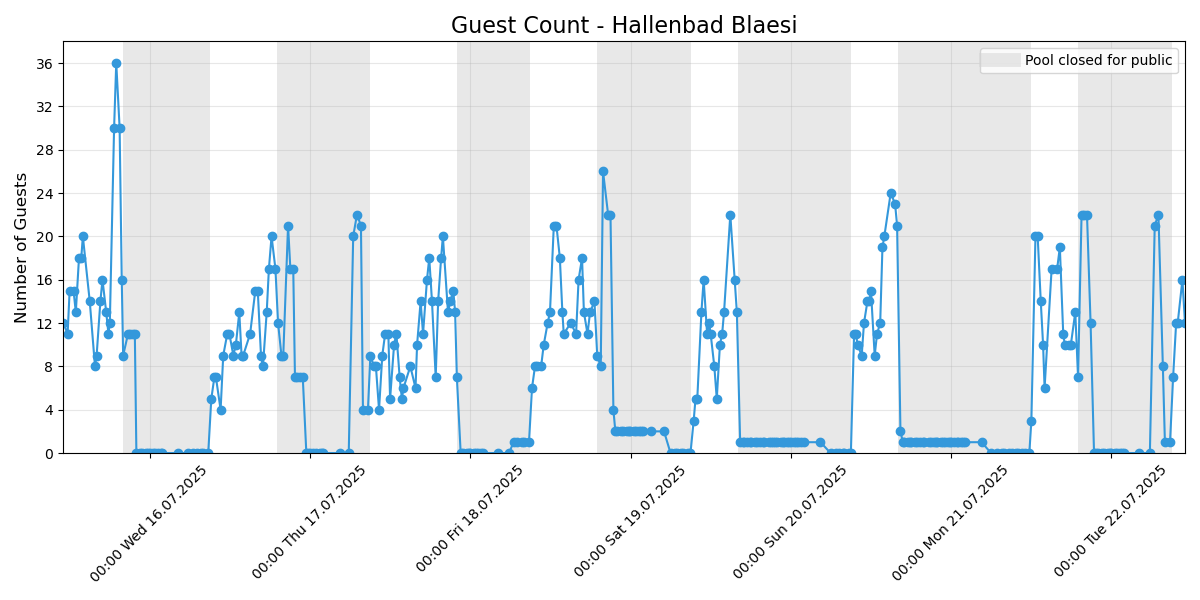 Guest Count - Hallenbad Blaesi
Pool closed for public
Number of Guests
36
32
28
24
20
16
12
8
4
0
00:00 Wed 16.07.2025
00:00 Thu 17.07.2025
00:00 Fri 18.07.2025
00:00 Sat 19.07.2025
00:00 Sun 20.07.2025
00:00 Mon 21.07.2025
00:00 Tue 22.07.2025